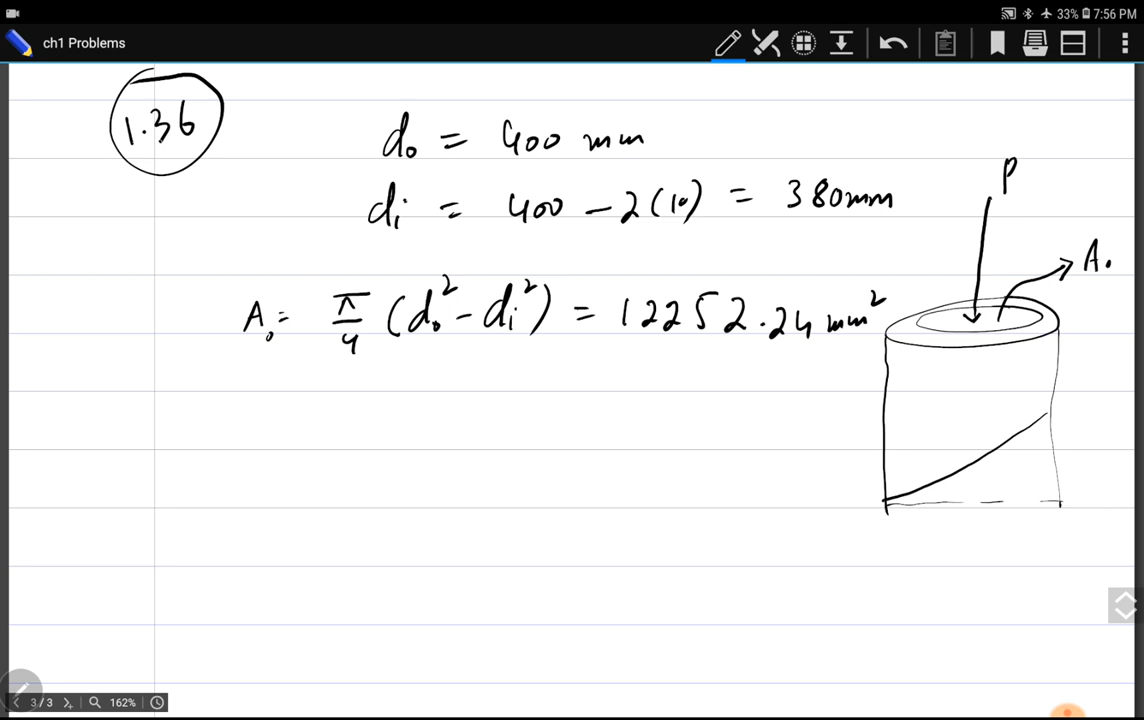 33% 7:56 PM
ch1 Problems
1.36
d₀ = 400 mm
dᵢ = 400 - 2(10) = 380mm
P
A₀
A₀ = π/4 (d₀² - dᵢ²) = 12252.24 mm²
3/3 162%